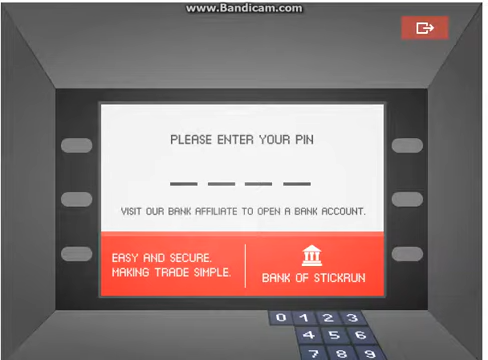 www.Bandicam.com
PLEASE ENTER YOUR PIN
VISIT OUR BANK AFFILIATE TO OPEN A BANK ACCOUNT.
EASY AND SECURE.
MAKING TRADE SIMPLE.
BANK OF STICKRUN
0 1 2 3
4 5 6
7 8 9